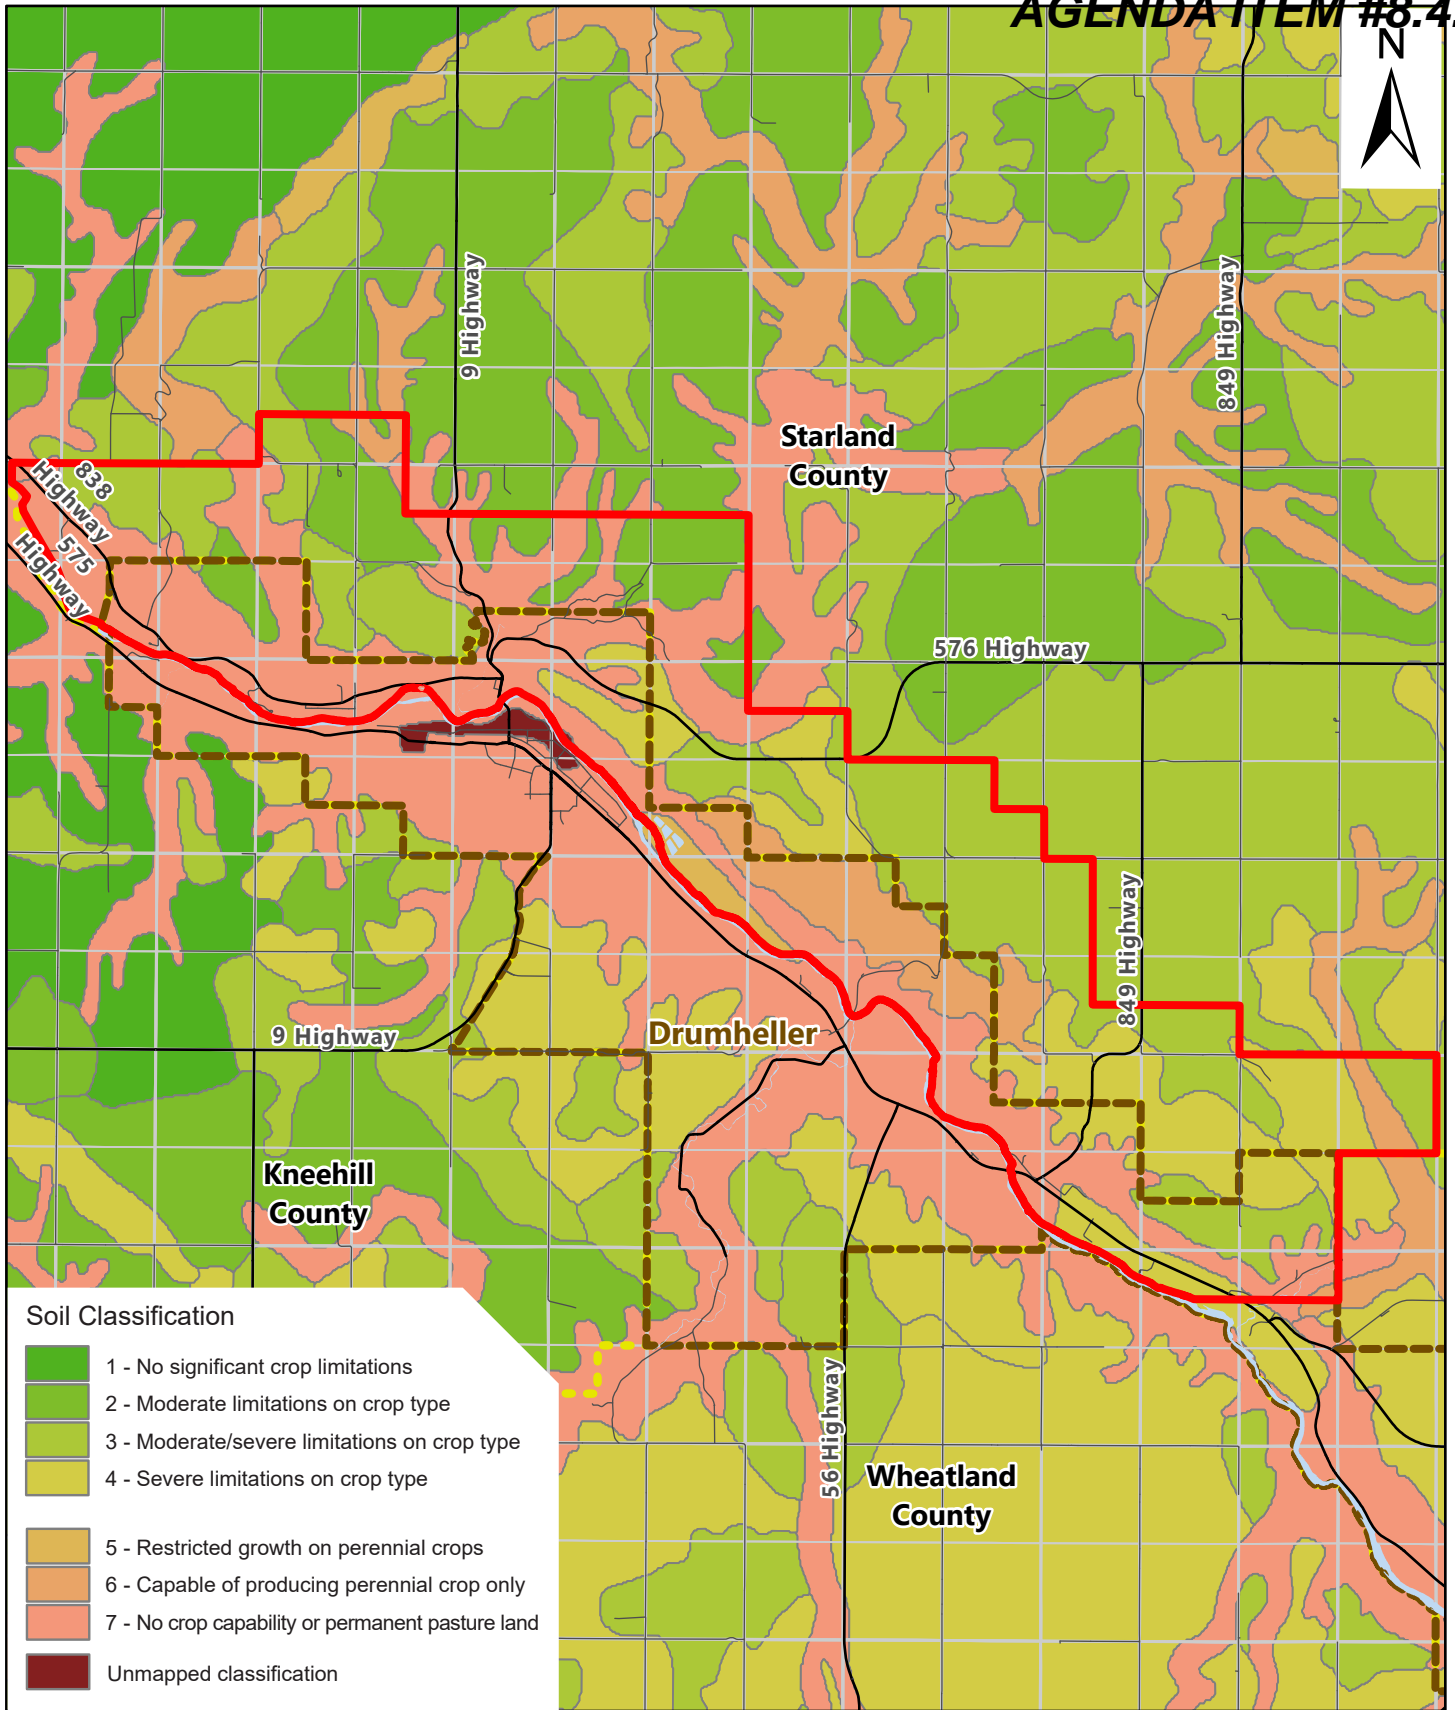 AGENDA ITEM #8.4.
N
9 Highway
849 Highway
Starland
County
838
Highway
575
Highway
576 Highway
849 Highway
9 Highway
Drumheller
Kneehill
County
56 Highway
Wheatland
County
Soil Classification
1 - No significant crop limitations
2 - Moderate limitations on crop type
3 - Moderate/severe limitations on crop type
4 - Severe limitations on crop type
5 - Restricted growth on perennial crops
6 - Capable of producing perennial crop only
7 - No crop capability or permanent pasture land
Unmapped classification